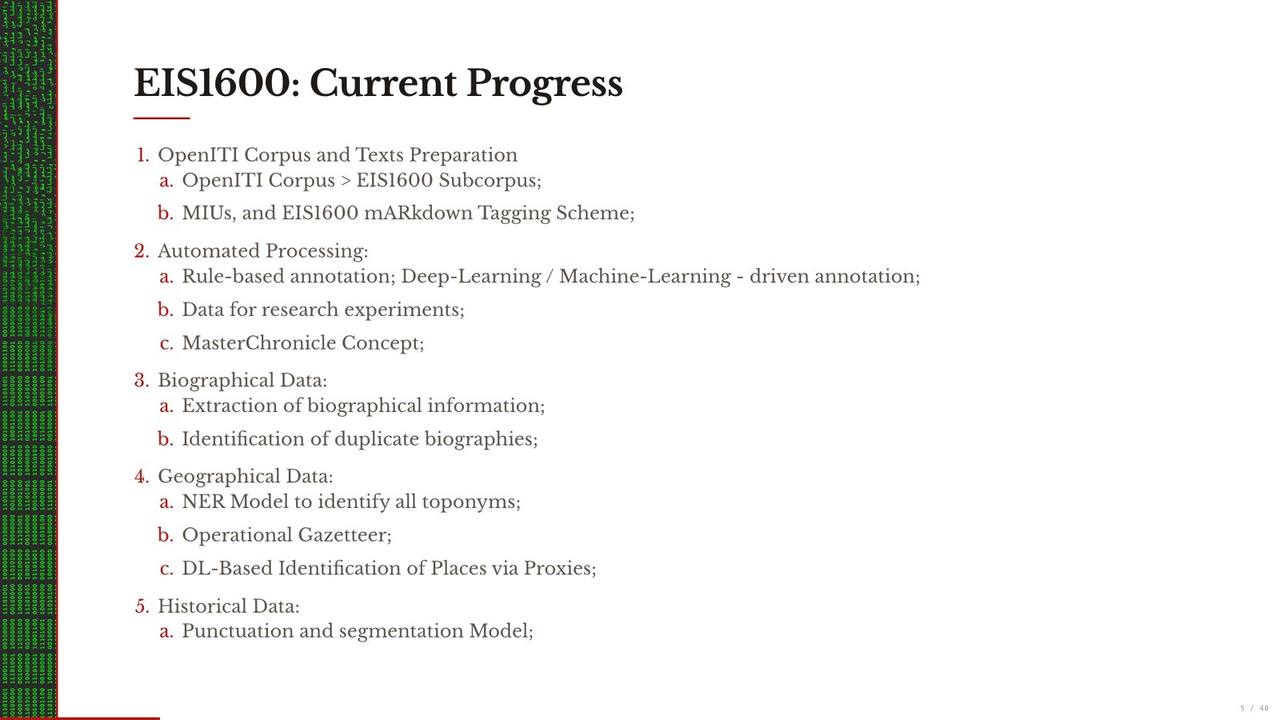 EIS1600: Current Progress
1. OpenITI Corpus and Texts Preparation
a. OpenITI Corpus > EIS1600 Subcorpus;
b. MIUs, and EIS1600 mARkdown Tagging Scheme;
2. Automated Processing:
a. Rule-based annotation; Deep-Learning / Machine-Learning - driven annotation;
b. Data for research experiments;
c. MasterChronicle Concept;
3. Biographical Data:
a. Extraction of biographical information;
b. Identification of duplicate biographies;
4. Geographical Data:
a. NER Model to identify all toponyms;
b. Operational Gazetteer;
c. DL-Based Identification of Places via Proxies;
5. Historical Data:
a. Punctuation and segmentation Model;
5 / 40